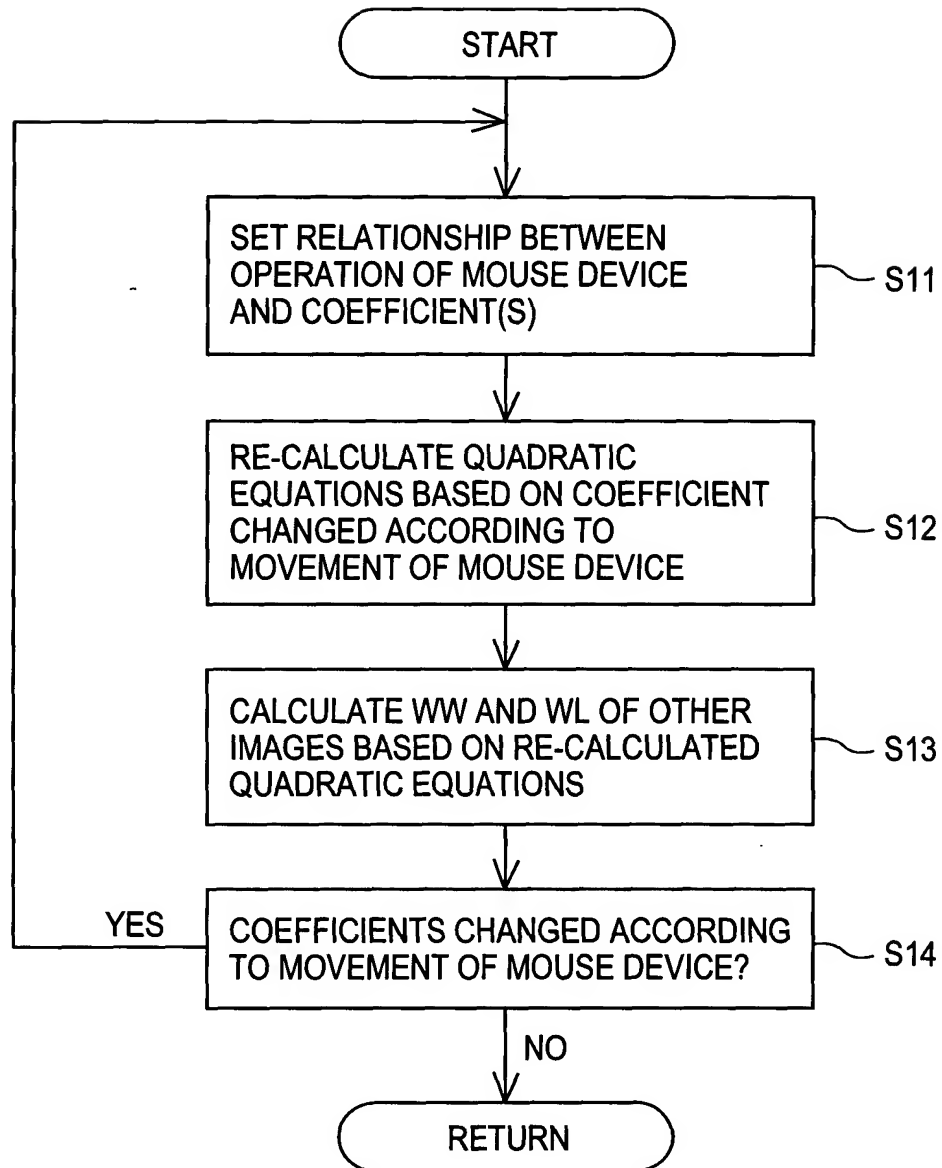 START
SET RELATIONSHIP BETWEEN
OPERATION OF MOUSE DEVICE
AND COEFFICIENT(S)
S11
RE-CALCULATE QUADRATIC
EQUATIONS BASED ON COEFFICIENT
CHANGED ACCORDING TO
MOVEMENT OF MOUSE DEVICE
S12
CALCULATE WW AND WL OF OTHER
IMAGES BASED ON RE-CALCULATED
QUADRATIC EQUATIONS
S13
YES
COEFFICIENTS CHANGED ACCORDING
TO MOVEMENT OF MOUSE DEVICE?
S14
NO
RETURN